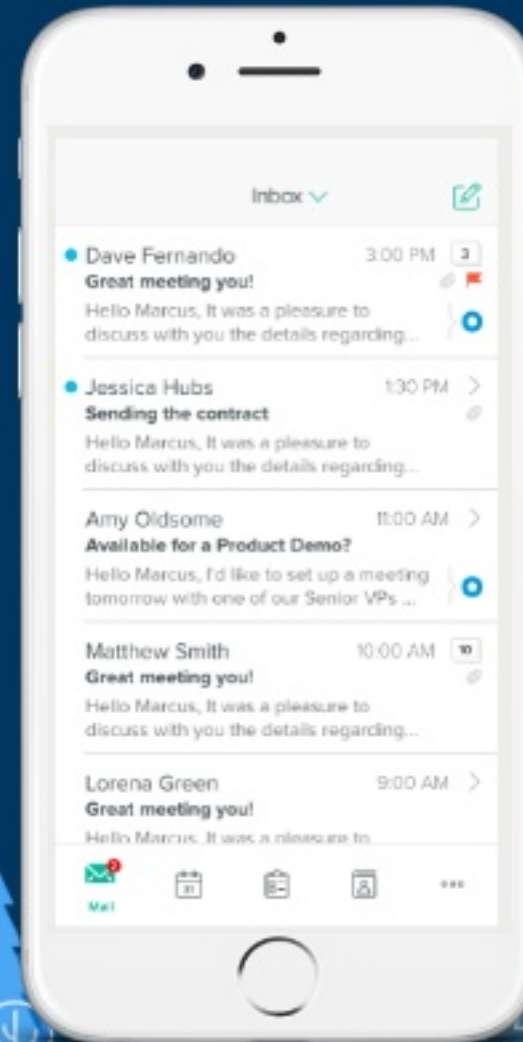 Inbox
Dave Fernando 3:00 PM 3
Great meeting you!
Hello Marcus, It was a pleasure to
discuss with you the details regarding...
Jessica Hubs 1:30 PM
Sending the contract
Hello Marcus, It was a pleasure to
discuss with you the details regarding...
Amy Oldsome 11:00 AM
Available for a Product Demo?
Hello Marcus, I'd like to set up a meeting
tomorrow with one of our Senior VPs ...
Matthew Smith 10:00 AM 10
Great meeting you!
Hello Marcus, It was a pleasure to
discuss with you the details regarding...
Lorena Green 9:00 AM
Great meeting you!
Hello Marcus, It was a pleasure to
2
31
Mail